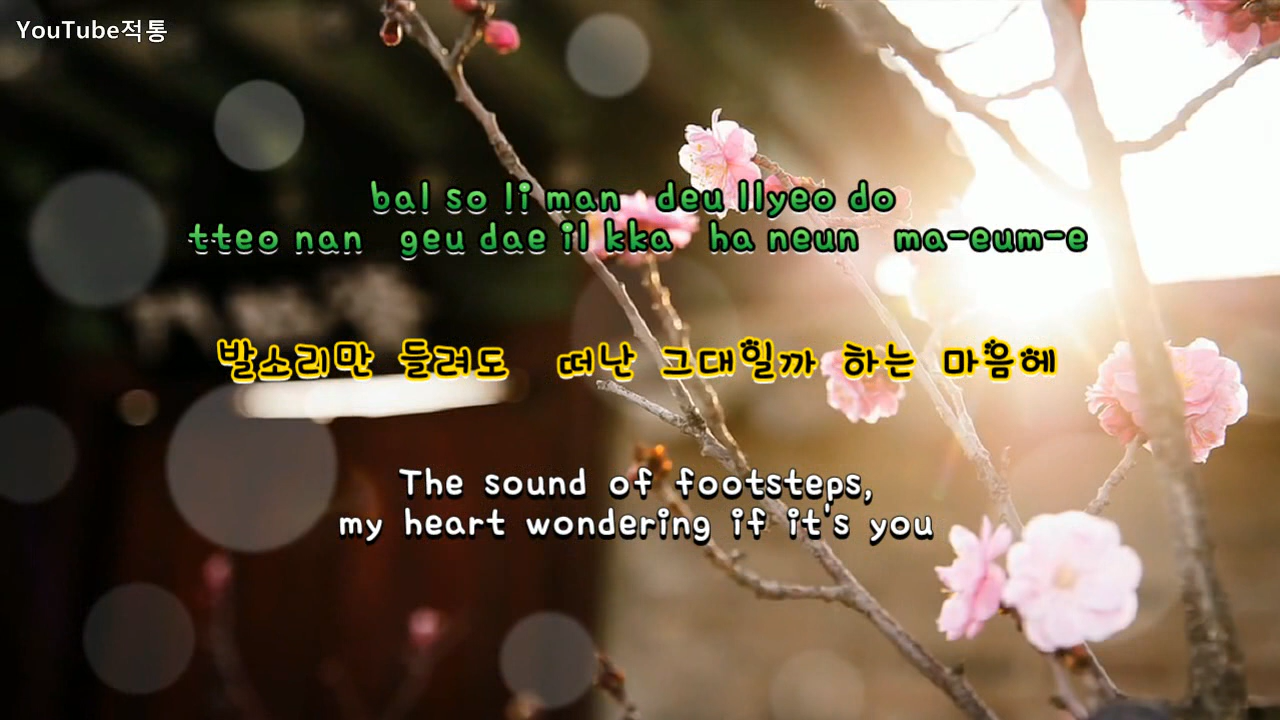 YouTube적통
bal so li man deu llyeo do
tteo nan geu dae il kka ha neun ma-eum-e
발소리만 들려도 떠난 그대일까 하는 마음에
The sound of footsteps,
my heart wondering if it's you